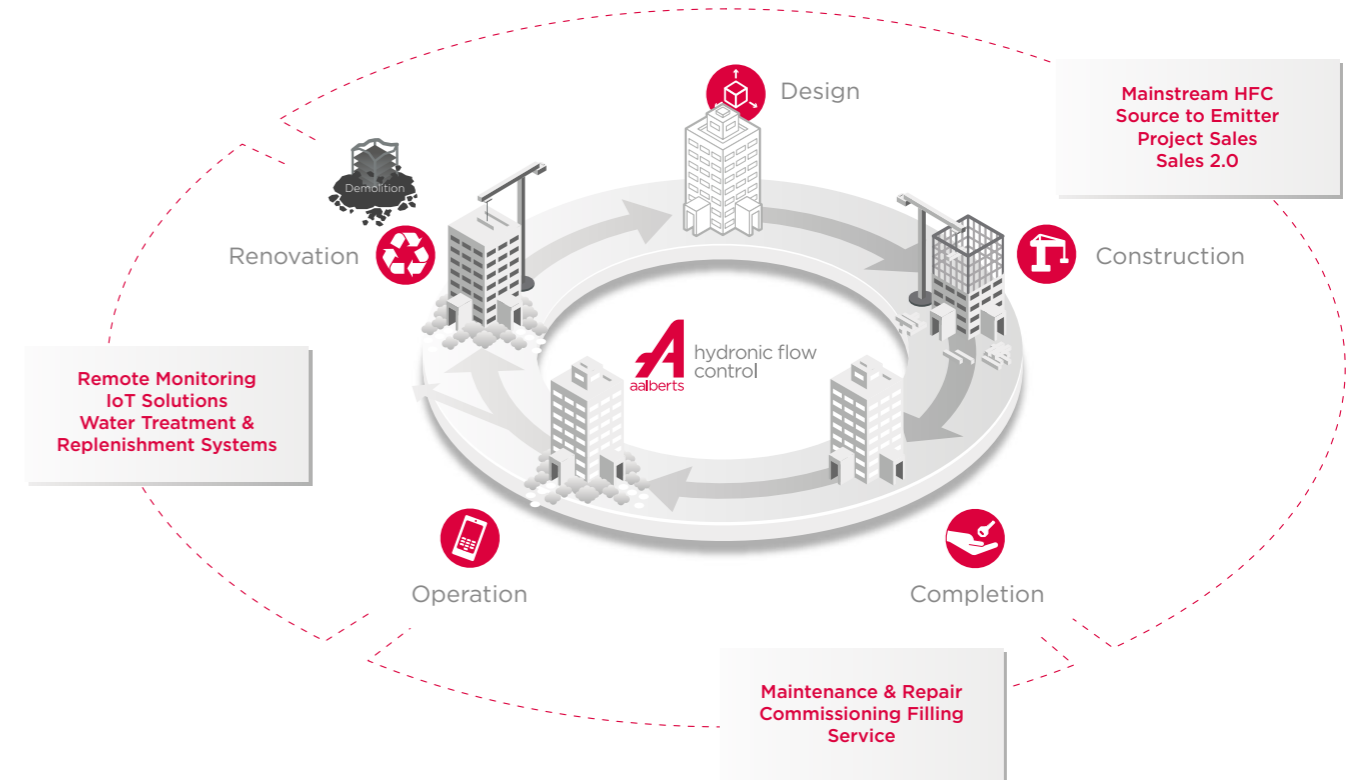 Design
Mainstream HFC
Source to Emitter
Project Sales
Sales 2.0
Demolition
Renovation
Construction
aalberts
hydronic flow
control
Remote Monitoring
IoT Solutions
Water Treatment &
Replenishment Systems
Operation
Completion
Maintenance & Repair
Commissioning Filling
Service